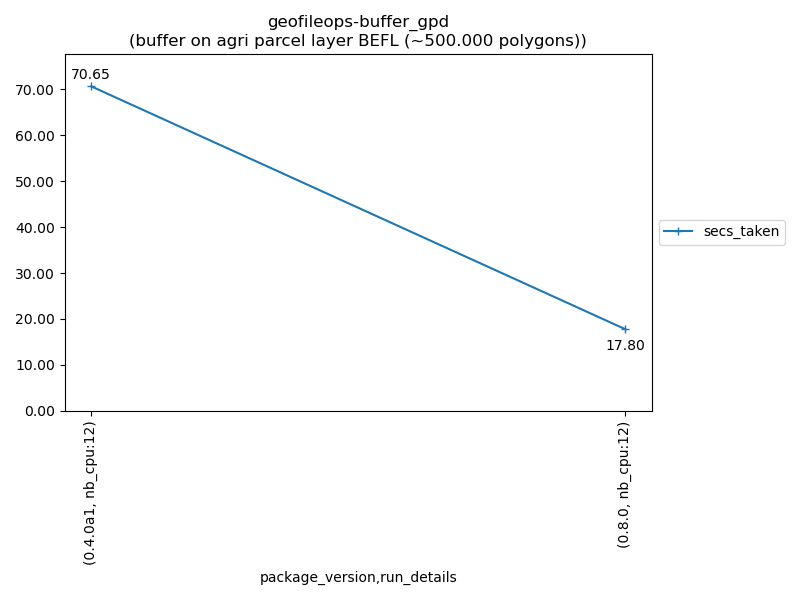 geofileops-buffer_gpd
(buffer on agri parcel layer BEFL (~500.000 polygons))
70.65
70.00
60.00
50.00
40.00
30.00
20.00
10.00
0.00
17.80
secs_taken
(0.4.0a1, nb_cpu:12)
(0.8.0, nb_cpu:12)
package_version,run_details